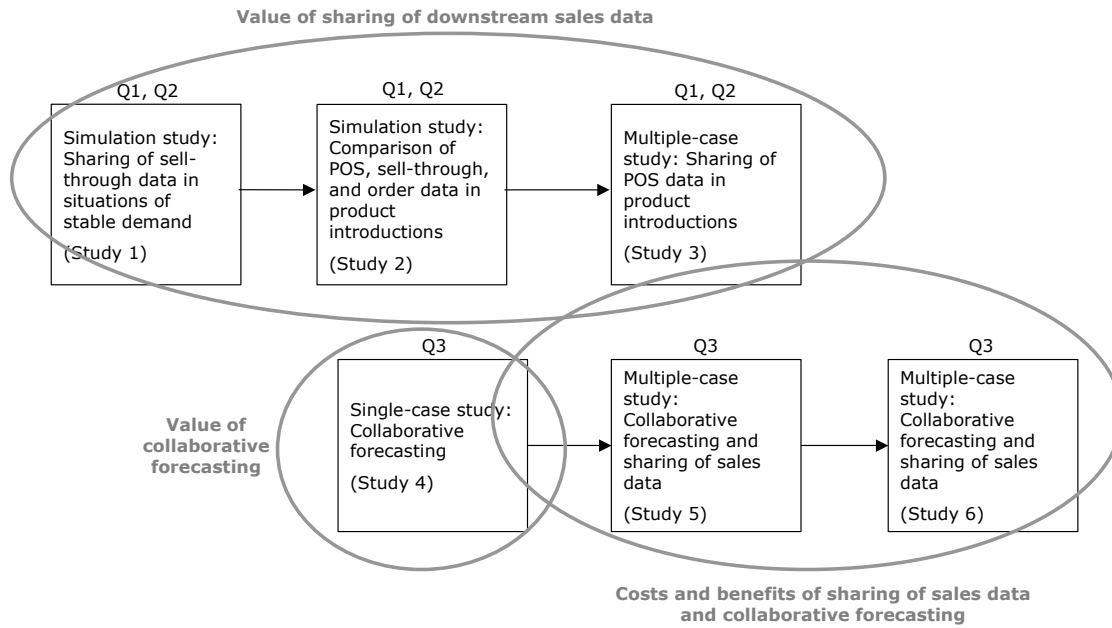 Value of sharing of downstream sales data
Q1, Q2
Q1, Q2
Q1, Q2
Simulation study:
Sharing of sell-
through data in
situations of
stable demand
(Study 1)
Simulation study:
Comparison of
POS, sell-through,
and order data in
product
introductions
(Study 2)
Multiple-case
study: Sharing of
POS data in
product
introductions
(Study 3)
Q3
Q3
Q3
Value of
collaborative
forecasting
Single-case study:
Collaborative
forecasting
(Study 4)
Multiple-case
study:
Collaborative
forecasting and
sharing of sales
data
(Study 5)
Multiple-case
study:
Collaborative
forecasting and
sharing of sales
data
(Study 6)
Costs and benefits of sharing of sales data
and collaborative forecasting